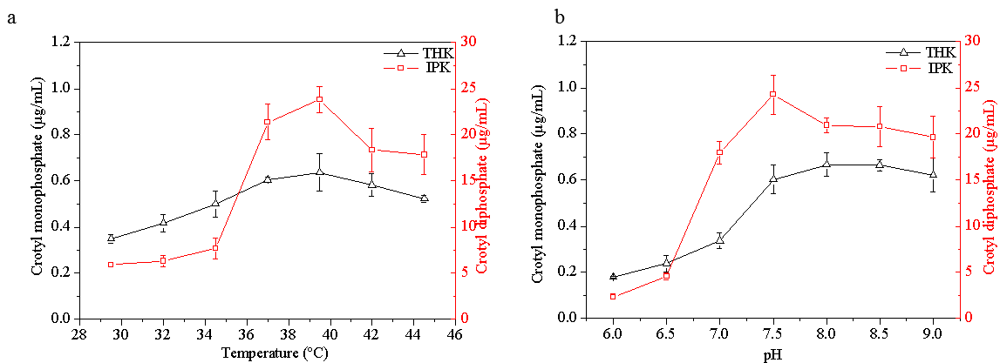 a
1.2
1.0
0.8
0.6
0.4
0.2
0.0
Crotyl monophosphate (μg/mL)
28 30 32 34 36 38 40 42 44 46
Temperature (°C)
30
25
20
15
10
5
0
Crotyl diphosphate (μg/mL)
THK
IPK
b
1.2
1.0
0.8
0.6
0.4
0.2
0.0
Crotyl monophosphate (μg/mL)
6.0 6.5 7.0 7.5 8.0 8.5 9.0
pH
30
25
20
15
10
5
0
Crotyl diphosphate (μg/mL)
THK
IPK